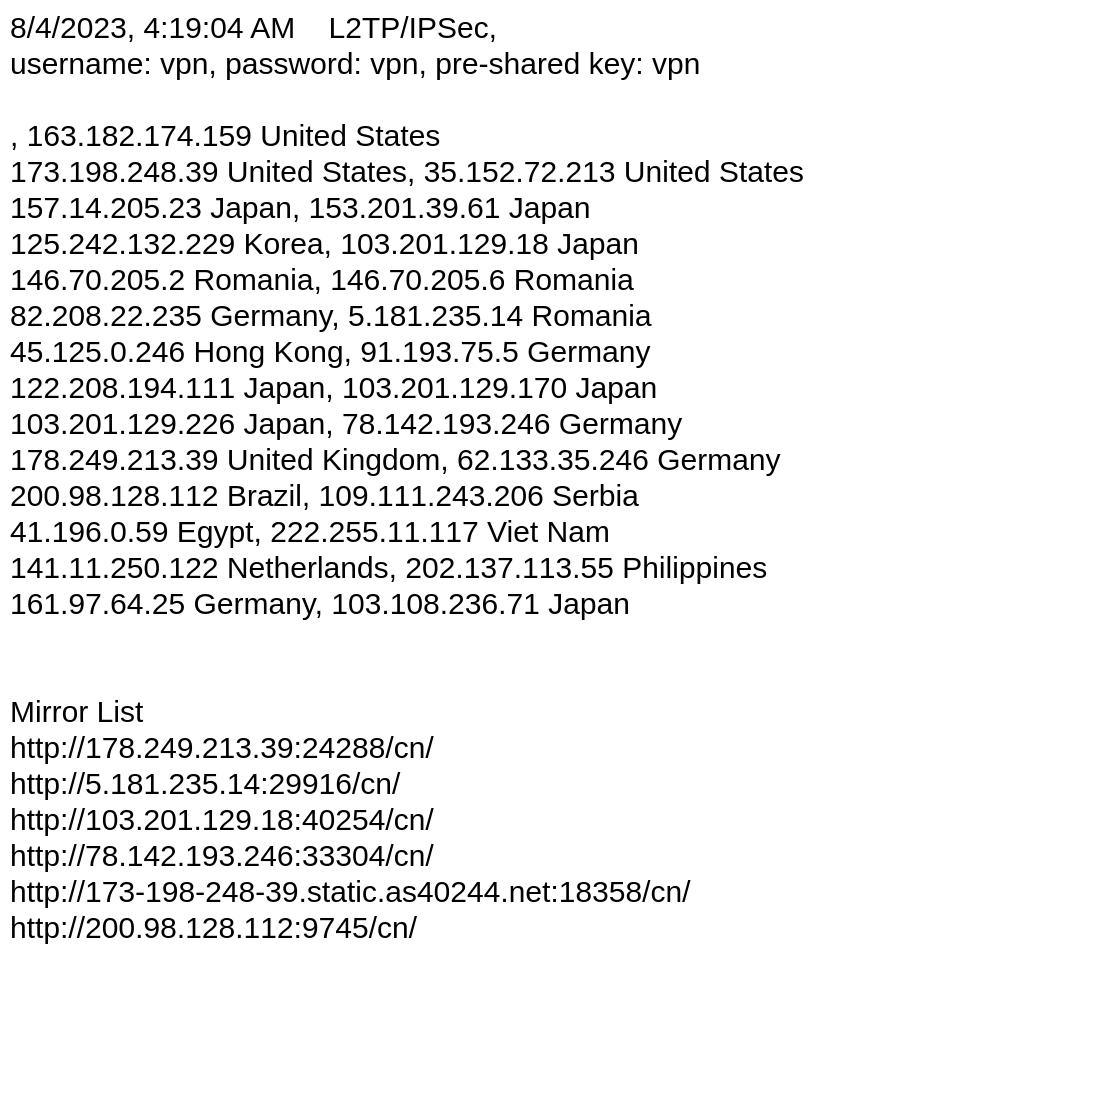 8/4/2023, 4:19:04 AM    L2TP/IPSec,
username: vpn, password: vpn, pre-shared key: vpn
, 163.182.174.159 United States
173.198.248.39 United States, 35.152.72.213 United States
157.14.205.23 Japan, 153.201.39.61 Japan
125.242.132.229 Korea, 103.201.129.18 Japan
146.70.205.2 Romania, 146.70.205.6 Romania
82.208.22.235 Germany, 5.181.235.14 Romania
45.125.0.246 Hong Kong, 91.193.75.5 Germany
122.208.194.111 Japan, 103.201.129.170 Japan
103.201.129.226 Japan, 78.142.193.246 Germany
178.249.213.39 United Kingdom, 62.133.35.246 Germany
200.98.128.112 Brazil, 109.111.243.206 Serbia
41.196.0.59 Egypt, 222.255.11.117 Viet Nam
141.11.250.122 Netherlands, 202.137.113.55 Philippines
161.97.64.25 Germany, 103.108.236.71 Japan
Mirror List
http://178.249.213.39:24288/cn/
http://5.181.235.14:29916/cn/
http://103.201.129.18:40254/cn/
http://78.142.193.246:33304/cn/
http://173-198-248-39.static.as40244.net:18358/cn/
http://200.98.128.112:9745/cn/